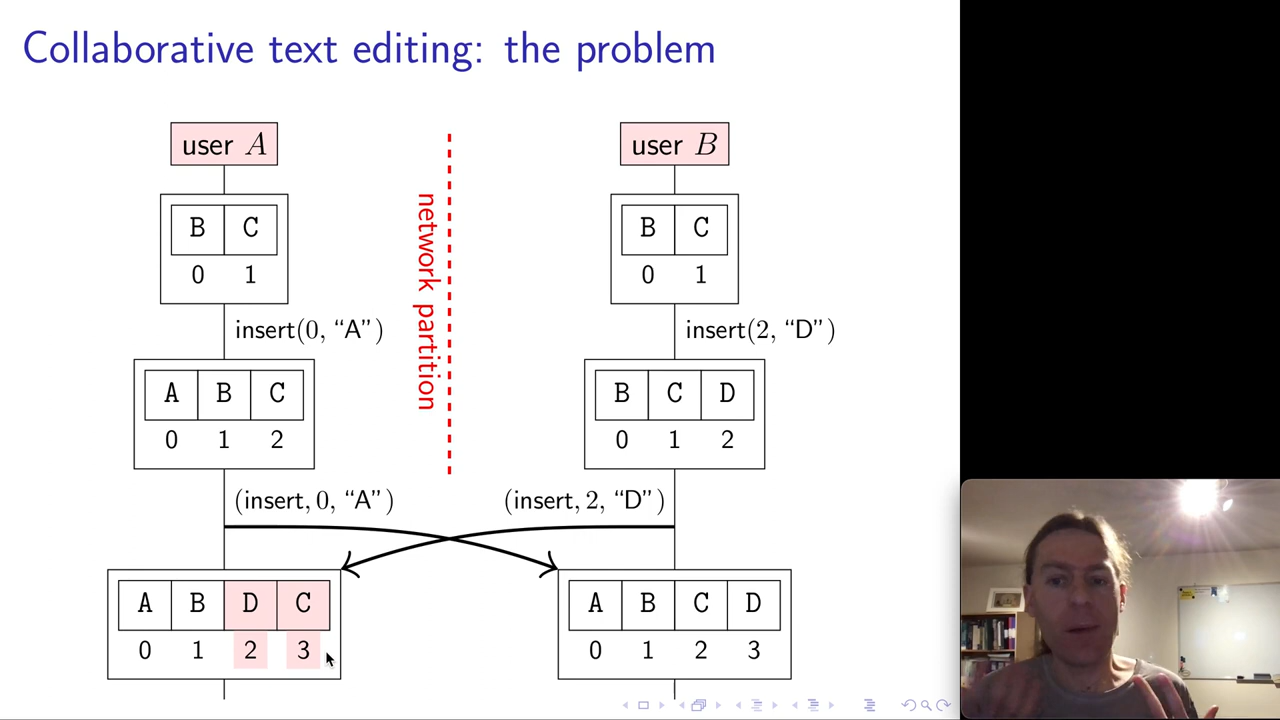 Collaborative text editing: the problem
user A
user B
network partition
B C
0 1
B C
0 1
insert(0, “A”)
insert(2, “D”)
A B C
0 1 2
B C D
0 1 2
(insert, 0, “A”)
(insert, 2, “D”)
A B D C
0 1 2 3
A B C D
0 1 2 3